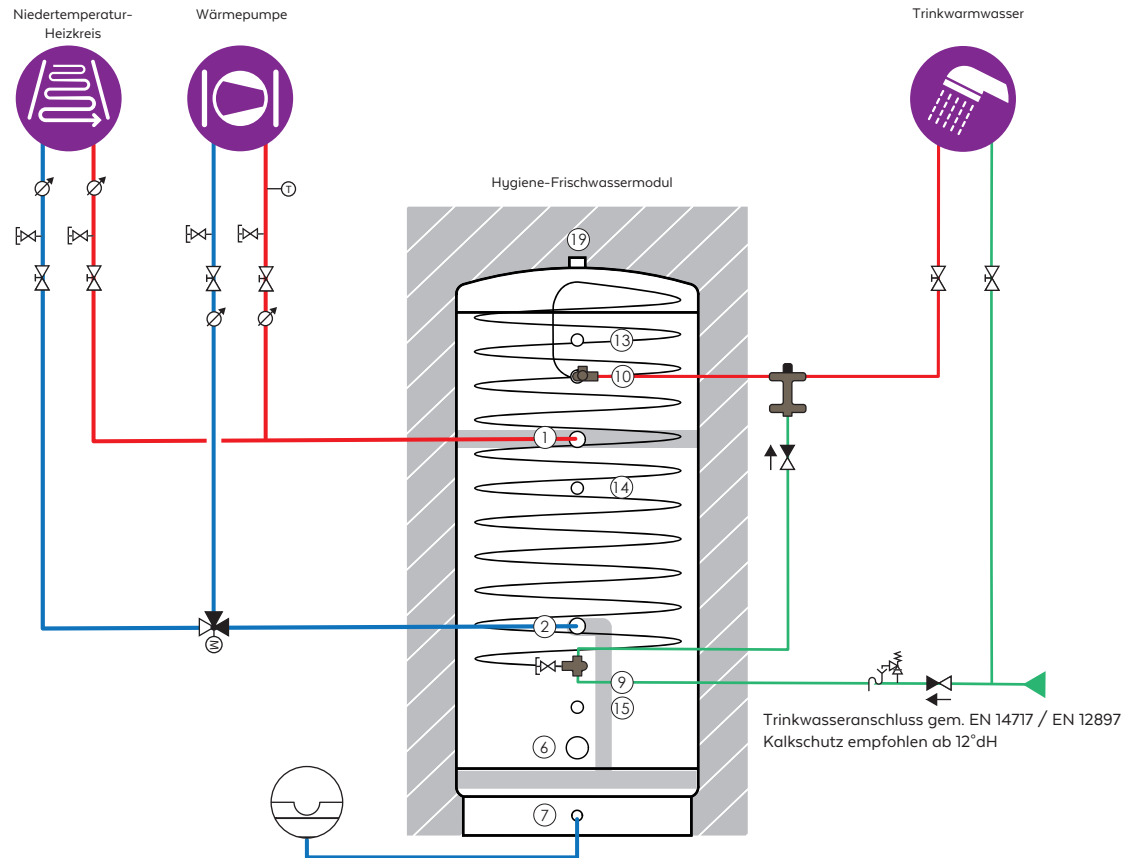 Niedertemperatur-
Heizkreis
Wärmepumpe
Trinkwarmwasser
T
Hygiene-Frischwassermodul
19
13
10
1
14
2
M
9
15
6
7
Trinkwasseranschluss gem. EN 14717 / EN 12897
Kalkschutz empfohlen ab 12°dH